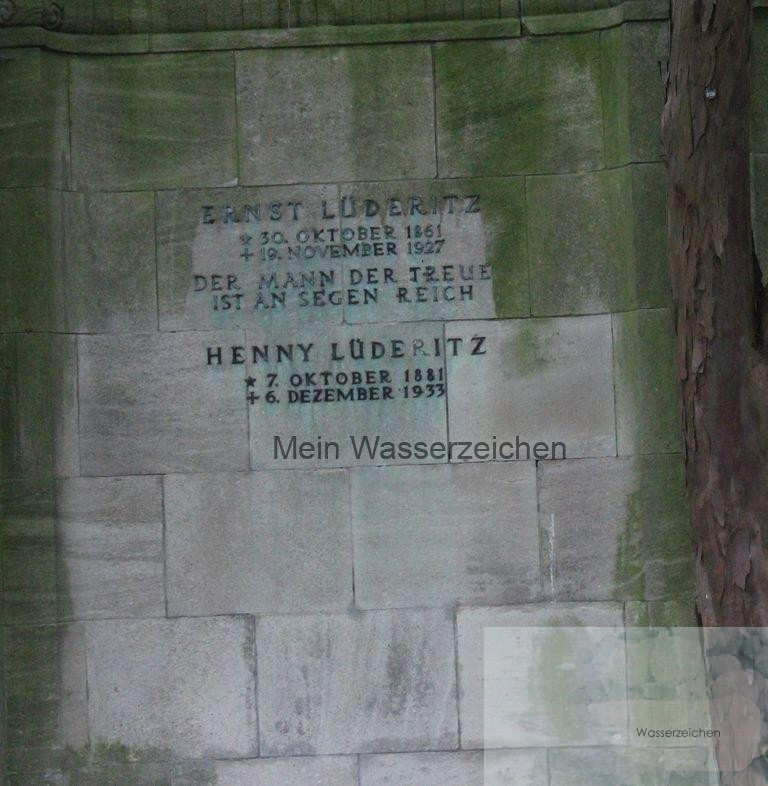 ERNST LÜDERITZ
★ 30. OKTOBER 1861
✝ 19. NOVEMBER 1927
DER MANN DER TREUE
IST AN SEGEN REICH
HENNY LÜDERITZ
★ 7. OKTOBER 1881
✝ 6. DEZEMBER 1933
Mein Wasserzeichen
Wasserzeichen